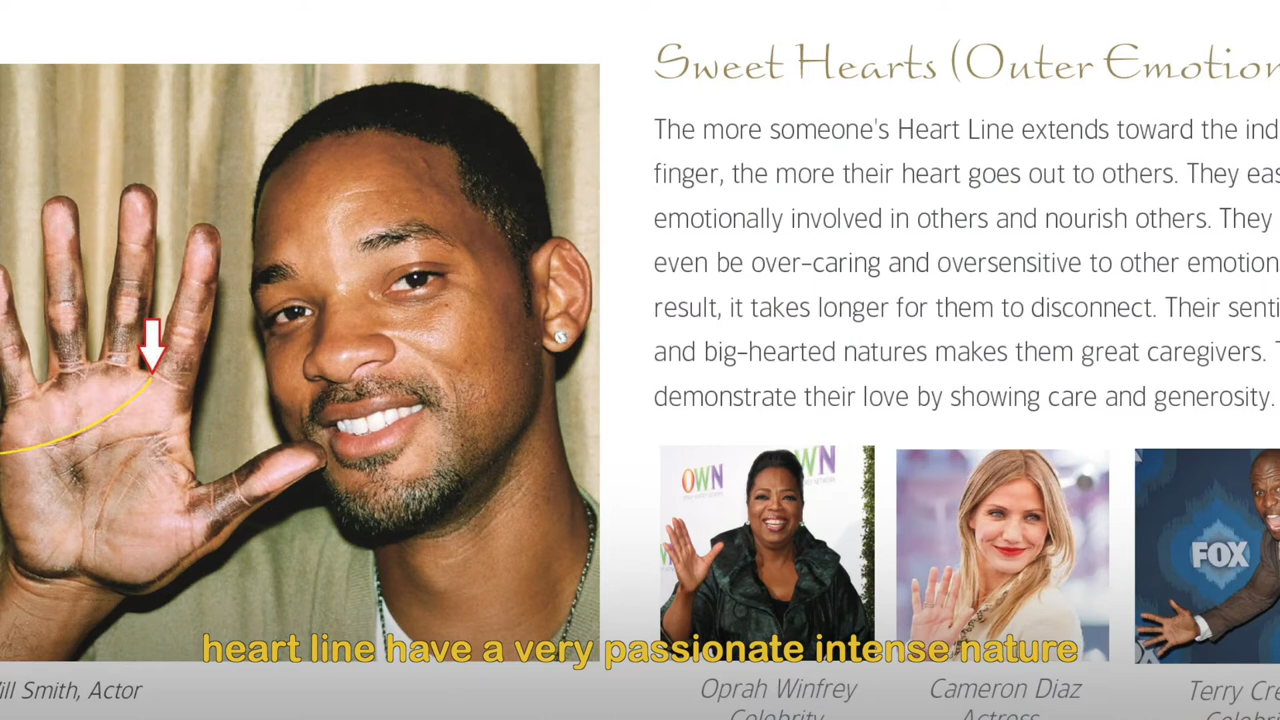 Sweet Hearts (Outer Emotion
The more someone's Heart Line extends toward the ind
finger, the more their heart goes out to others. They eas
emotionally involved in others and nourish others. They
even be over-caring and oversensitive to other emotion
result, it takes longer for them to disconnect. Their senti
and big-hearted natures makes them great caregivers. T
demonstrate their love by showing care and generosity.
OWN
WN
FOX
heart line have a very passionate intense nature
ill Smith, Actor
Oprah Winfrey
Celebrity
Cameron Diaz
Actress
Terry Cre
Celebr